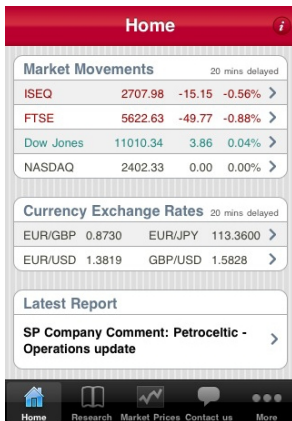 Home
i
Market Movements 20 mins delayed
ISEQ 2707.98 -15.15 -0.56%
FTSE 5622.63 -49.77 -0.88%
Dow Jones 11010.34 3.86 0.04%
NASDAQ 2402.33 0.00 0.00%
Currency Exchange Rates 20 mins delayed
EUR/GBP 0.8730 EUR/JPY 113.3600
EUR/USD 1.3819 GBP/USD 1.5828
Latest Report
SP Company Comment: Petroceltic -
Operations update
Home Research Market Prices Contact us More